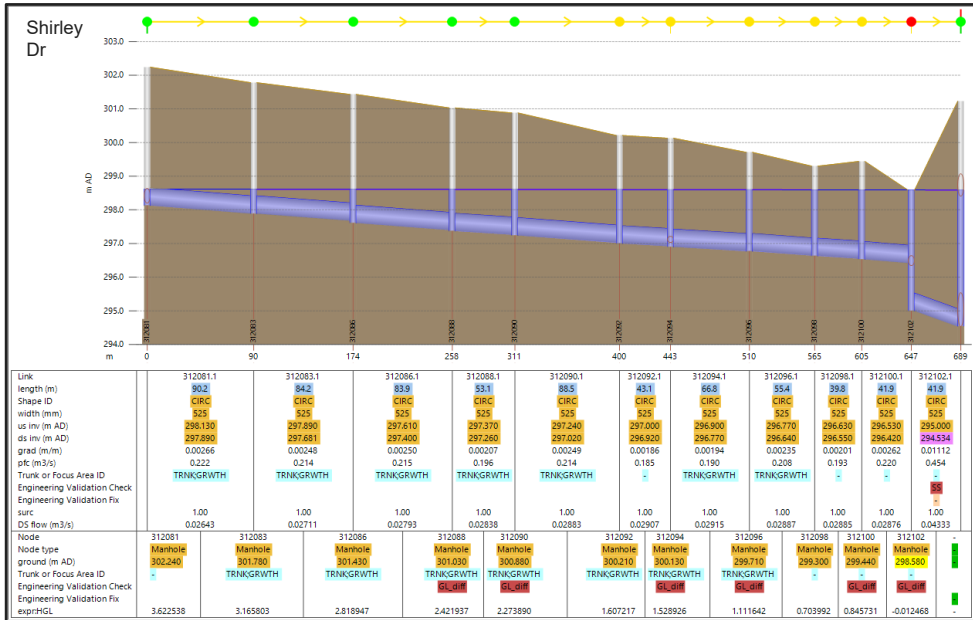 Shirley
Dr
303.0
302.0
301.0
300.0
299.0
298.0
297.0
296.0
295.0
294.0
m AD
312081 312083 312086 312088 312090 312092 312094 312096 312098 312100 312102
m 0 90 174 258 311 400 443 510 565 605 647 689
Link 312081.1 312083.1 312086.1 312088.1 312090.1 312092.1 312094.1 312096.1 312098.1 312100.1 312102.1
length (m) 90.2 84.2 83.9 53.1 88.5 43.1 66.8 55.4 39.8 41.9 41.9
Shape ID CIRC CIRC CIRC CIRC CIRC CIRC CIRC CIRC CIRC CIRC CIRC
width (mm) 525 525 525 525 525 525 525 525 525 525 525
us inv (m AD) 298.130 297.890 297.610 297.370 297.240 297.000 296.900 296.770 296.630 296.530 295.000
ds inv (m AD) 297.890 297.681 297.400 297.260 297.020 296.920 296.770 296.640 296.550 296.420 294.534
grad (m/m) 0.00266 0.00248 0.00250 0.00207 0.00249 0.00186 0.00194 0.00235 0.00201 0.00262 0.01112
pfc (m3/s) 0.222 0.214 0.215 0.196 0.214 0.185 0.190 0.208 0.193 0.220 0.454
Trunk or Focus Area ID TRNK;GRWTH TRNK;GRWTH TRNK;GRWTH TRNK;GRWTH TRNK;GRWTH - TRNK;GRWTH TRNK;GRWTH - - -
Engineering Validation Check SS
Engineering Validation Fix -
surc 1.00 1.00 1.00 1.00 1.00 1.00 1.00 1.00 1.00 1.00 1.00
DS flow (m3/s) 0.02643 0.02711 0.02793 0.02838 0.02883 0.02907 0.02915 0.02887 0.02885 0.02876 0.04333
Node 312081 312083 312086 312088 312090 312092 312094 312096 312098 312100 312102 -
Node type Manhole Manhole Manhole Manhole Manhole Manhole Manhole Manhole Manhole Manhole Manhole -
ground (m AD) 302.240 301.780 301.430 301.030 300.880 300.210 300.130 299.710 299.300 299.440 298.580 -
Trunk or Focus Area ID - TRNK;GRWTH TRNK;GRWTH TRNK;GRWTH TRNK;GRWTH TRNK;GRWTH TRNK;GRWTH TRNK;GRWTH - - -
Engineering Validation Check GL_diff GL_diff GL_diff GL_diff GL_diff GL_diff
Engineering Validation Fix -
expr:HGL 3.622538 3.165803 2.818947 2.421937 2.273890 1.607217 1.528926 1.111642 0.703992 0.845731 -0.012468 -